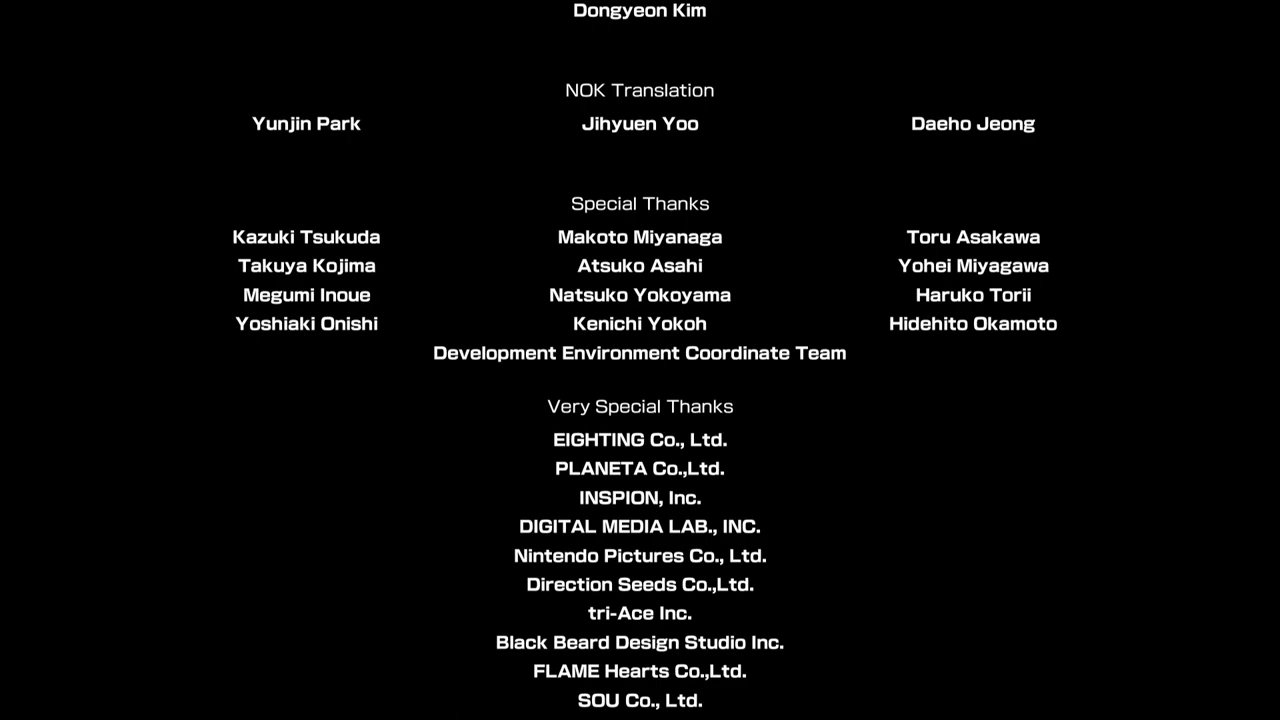 Dongyeon Kim
NOK Translation
Yunjin Park Jihyuen Yoo Daeho Jeong
Special Thanks
Kazuki Tsukuda Makoto Miyanaga Toru Asakawa
Takuya Kojima Atsuko Asahi Yohei Miyagawa
Megumi Inoue Natsuko Yokoyama Haruko Torii
Yoshiaki Onishi Kenichi Yokoh Hidehito Okamoto
Development Environment Coordinate Team
Very Special Thanks
EIGHTING Co., Ltd.
PLANETA Co.,Ltd.
INSPION, Inc.
DIGITAL MEDIA LAB., INC.
Nintendo Pictures Co., Ltd.
Direction Seeds Co.,Ltd.
tri-Ace Inc.
Black Beard Design Studio Inc.
FLAME Hearts Co.,Ltd.
SOU Co., Ltd.